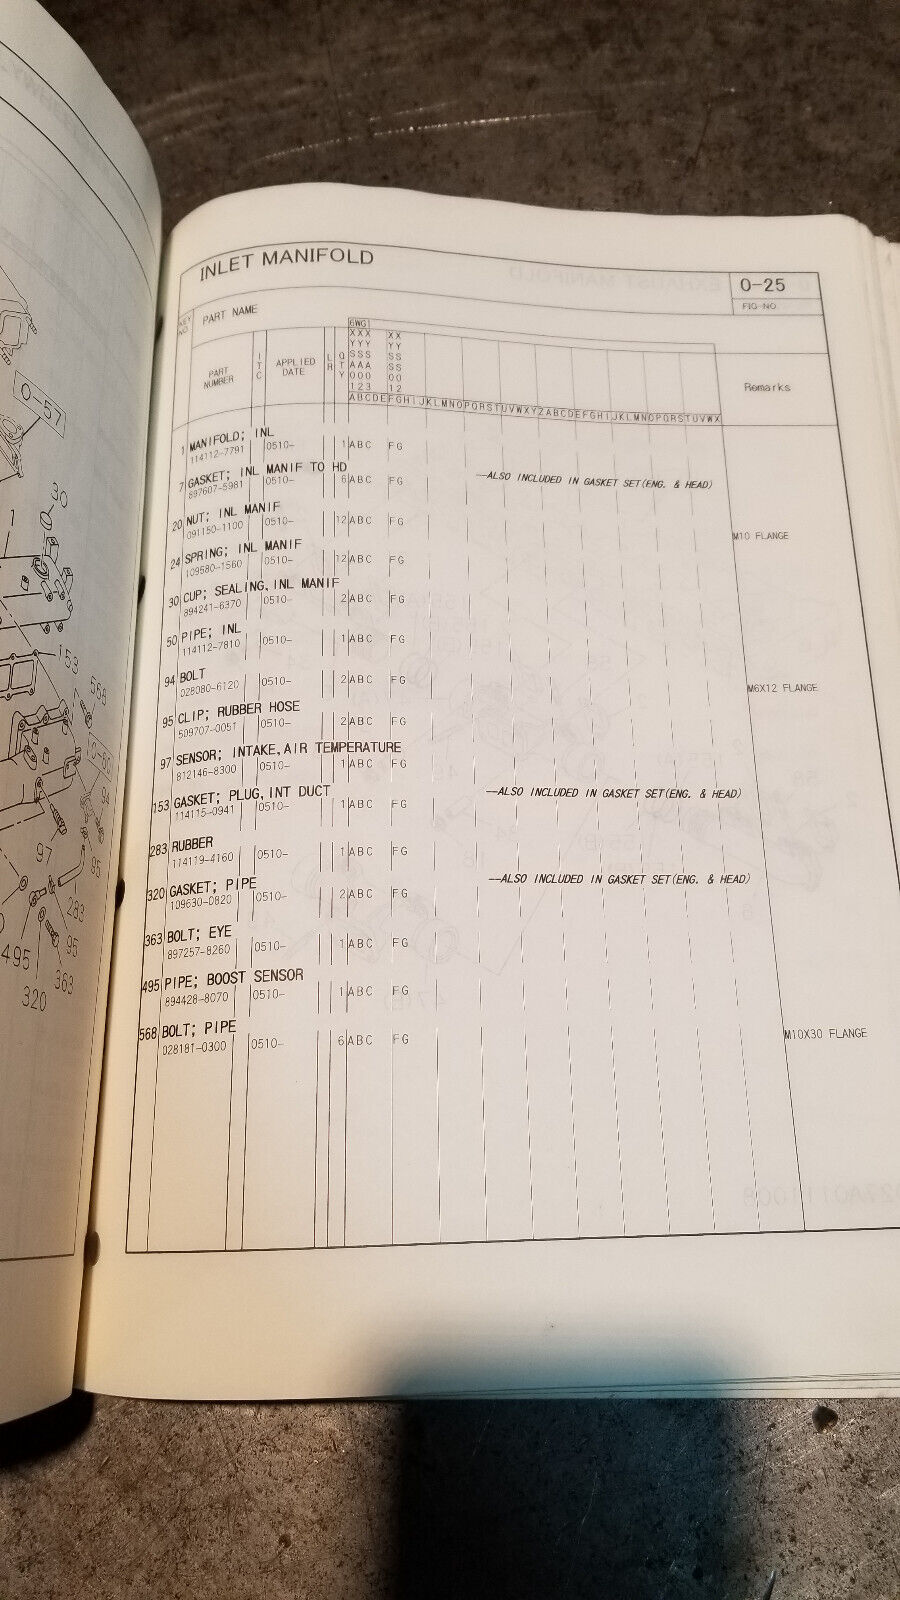 INLET MANIFOLD
0-25
FIG NO.
KEY NO.
PART NAME
PART NUMBER
ITC
APPLIED DATE
LR
QTY
6WG1
XXX XX
YYY YY
SSS SS
AAA SS
000 00
123 12
ABCDEFGHIJKLMNOPQRSTUVWXYZABCDEFGHIJKLMNOPQRSTUVWX
Remarks
1 MANIFOLD; INL
114112-7791 0510- 1 ABC FG
7 GASKET; INL MANIF TO HD
897607-5981 0510- 6 ABC FG —ALSO INCLUDED IN GASKET SET(ENG. & HEAD)
20 NUT; INL MANIF
091150-1100 0510- 12 ABC FG M10 FLANGE
24 SPRING; INL MANIF
109580-1560 0510- 12 ABC FG
30 CUP; SEALING, INL MANIF
894241-6370 0510- 2 ABC FG
50 PIPE; INL
114112-7810 0510- 1 ABC FG
94 BOLT
028080-6120 0510- 2 ABC FG M6X12 FLANGE
95 CLIP; RUBBER HOSE
509707-0051 0510- 2 ABC FG
97 SENSOR; INTAKE, AIR TEMPERATURE
812146-8300 0510- 1 ABC FG
153 GASKET; PLUG, INT DUCT
114115-0941 0510- 1 ABC FG —ALSO INCLUDED IN GASKET SET(ENG. & HEAD)
283 RUBBER
114119-4160 0510- 1 ABC FG
320 GASKET; PIPE
109630-0820 0510- 2 ABC FG —ALSO INCLUDED IN GASKET SET(ENG. & HEAD)
363 BOLT; EYE
897257-8260 0510- 1 ABC FG
495 PIPE; BOOST SENSOR
894428-8070 0510- 1 ABC FG
568 BOLT; PIPE
028181-0300 0510- 6 ABC FG M10X30 FLANGE
0-57
30
1
153
7
568
97
95
283
495
95
363
320